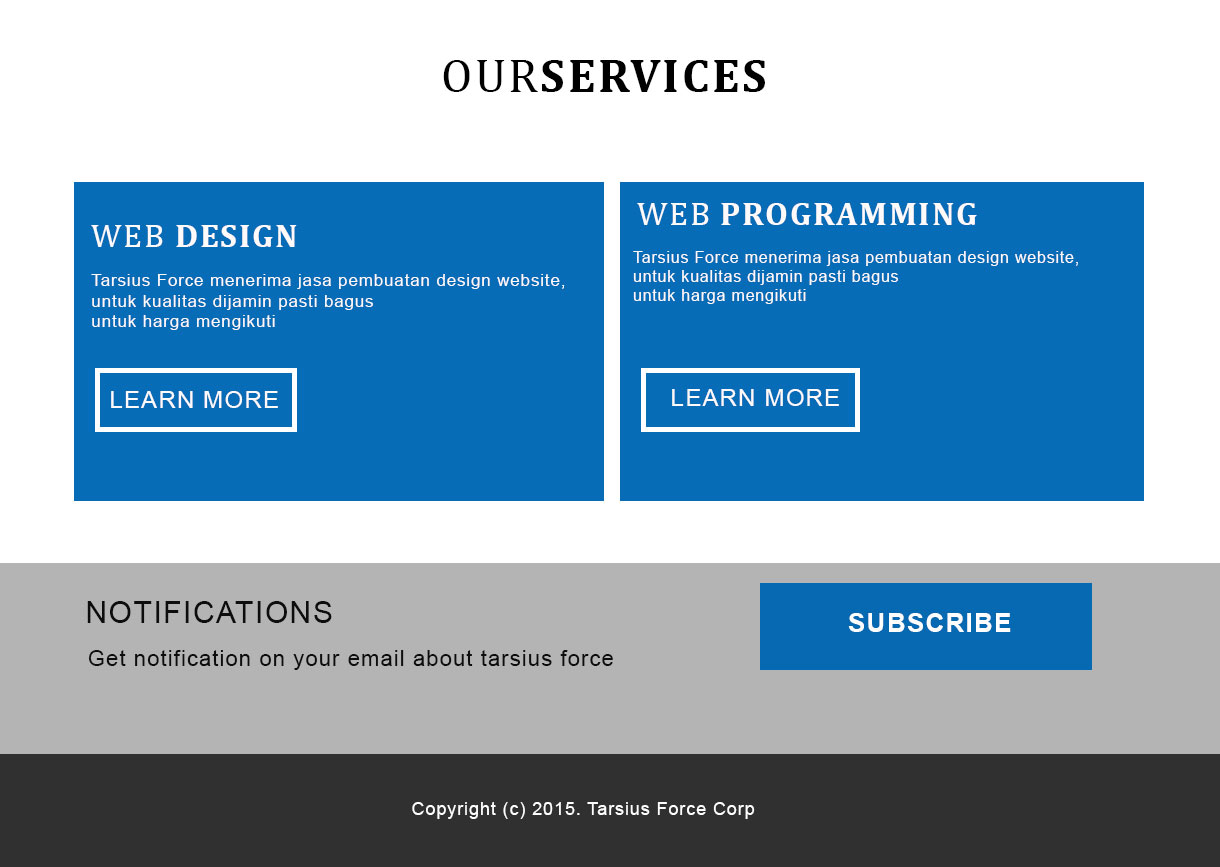 OURSERVICES
WEB DESIGN
Tarsius Force menerima jasa pembuatan design website,
untuk kualitas dijamin pasti bagus
untuk harga mengikuti
LEARN MORE
WEB PROGRAMMING
Tarsius Force menerima jasa pembuatan design website,
untuk kualitas dijamin pasti bagus
untuk harga mengikuti
LEARN MORE
NOTIFICATIONS
Get notification on your email about tarsius force
SUBSCRIBE
Copyright (c) 2015. Tarsius Force Corp